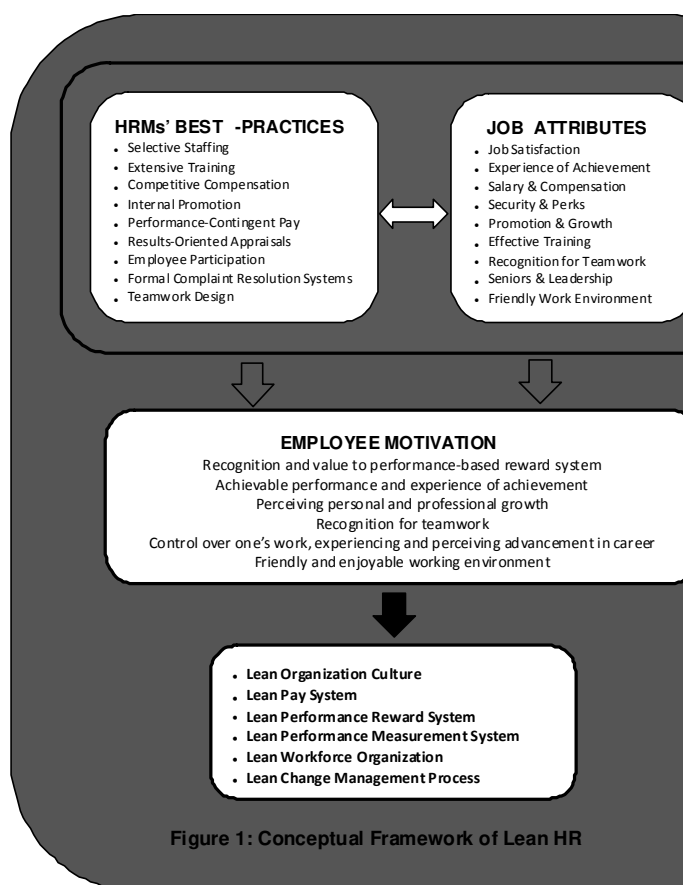 HRMs' BEST -PRACTICES
• Selective Staffing
• Extensive Training
• Competitive Compensation
• Internal Promotion
• Performance-Contingent Pay
• Results-Oriented Appraisals
• Employee Participation
• Formal Complaint Resolution Systems
• Teamwork Design
JOB ATTRIBUTES
• Job Satisfaction
• Experience of Achievement
• Salary & Compensation
• Security & Perks
• Promotion & Growth
• Effective Training
• Recognition for Teamwork
• Seniors & Leadership
• Friendly Work Environment
EMPLOYEE MOTIVATION
Recognition and value to performance-based reward system
Achievable performance and experience of achievement
Perceiving personal and professional growth
Recognition for teamwork
Control over one's work, experiencing and perceiving advancement in career
Friendly and enjoyable working environment
• Lean Organization Culture
• Lean Pay System
• Lean Performance Reward System
• Lean Performance Measurement System
• Lean Workforce Organization
• Lean Change Management Process
Figure 1: Conceptual Framework of Lean HR